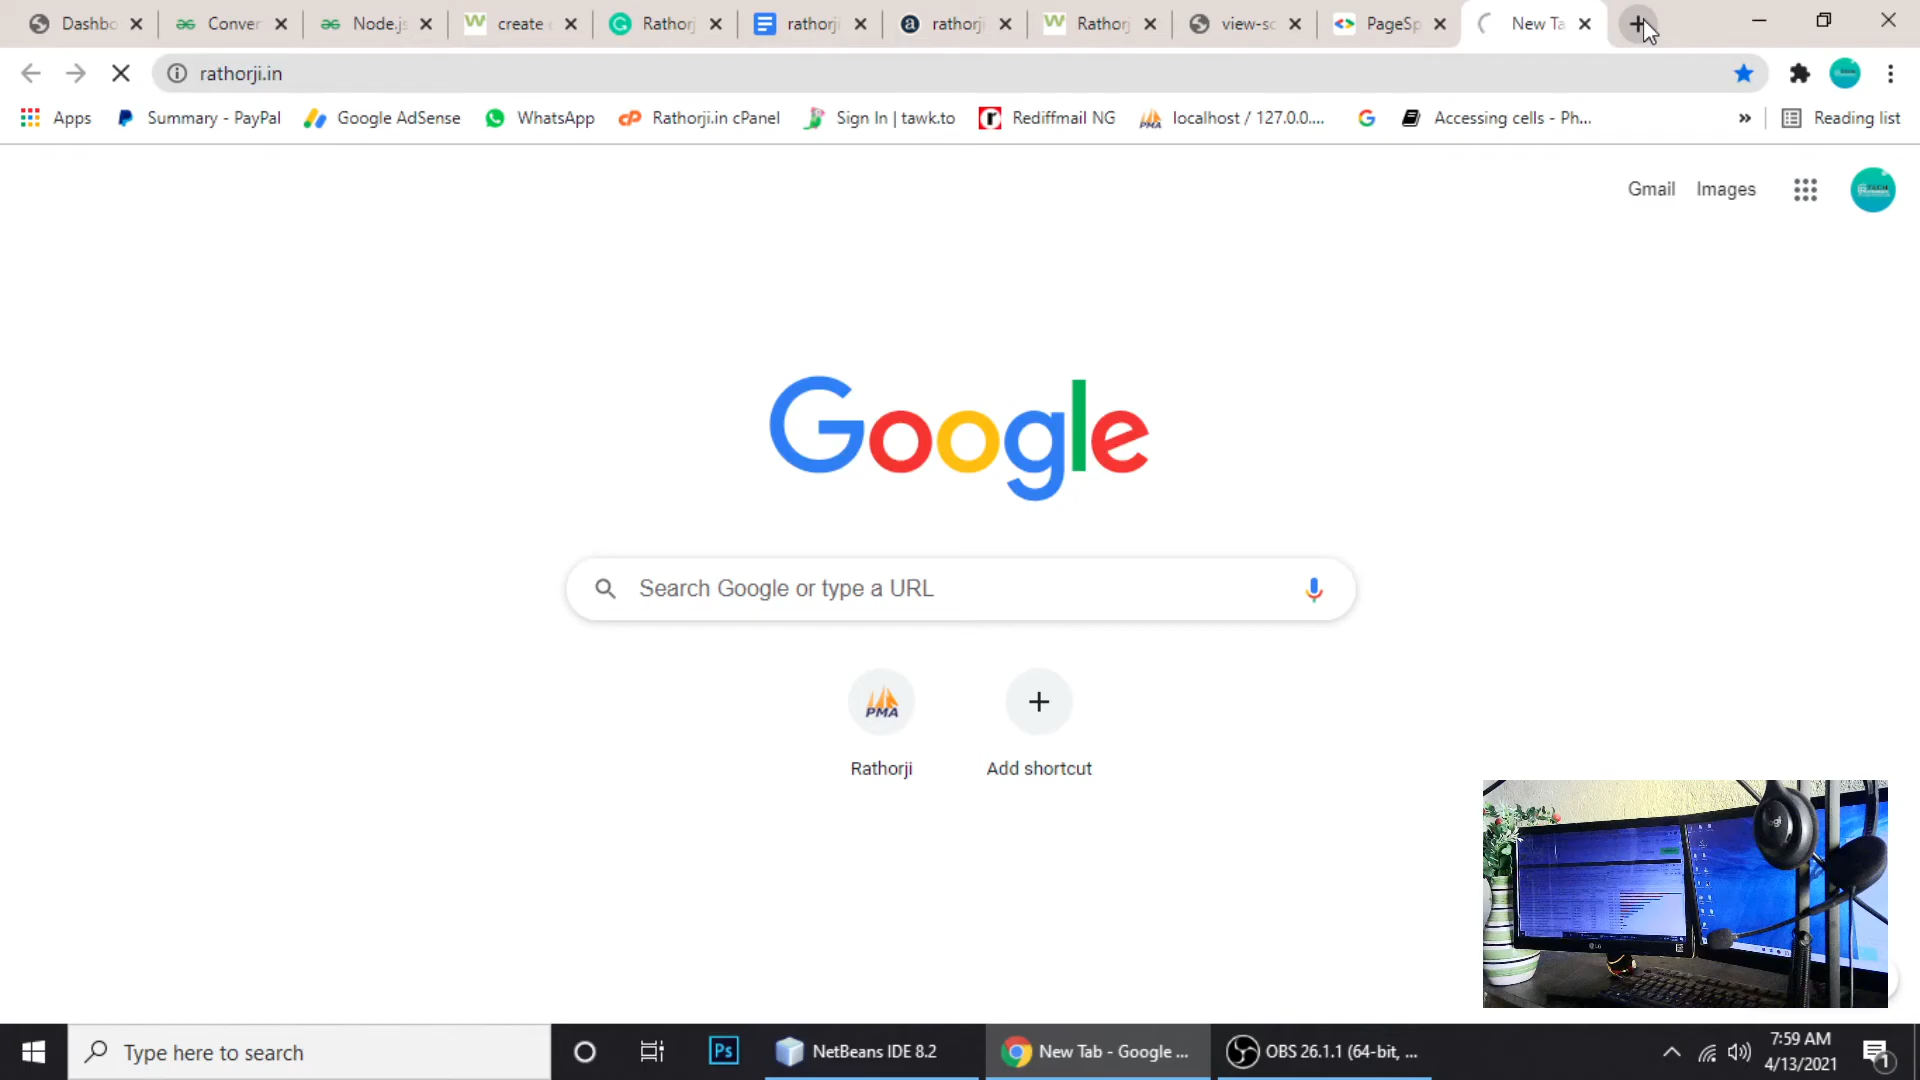 Dashbo
Conver
Node.js
create
Rathorj
rathorji
rathorji
Rathorj
view-sc
PageSp
New Ta
rathorji.in
Apps
Summary - PayPal
Google AdSense
WhatsApp
Rathorji.in cPanel
Sign In | tawk.to
Rediffmail NG
localhost / 127.0.0....
Accessing cells - Ph...
»
Reading list
Gmail
Images
Google
Search Google or type a URL
PMA
Rathorji
Add shortcut
Type here to search
Ps
NetBeans IDE 8.2
New Tab - Google ...
OBS 26.1.1 (64-bit, ...
7:59 AM
4/13/2021
1